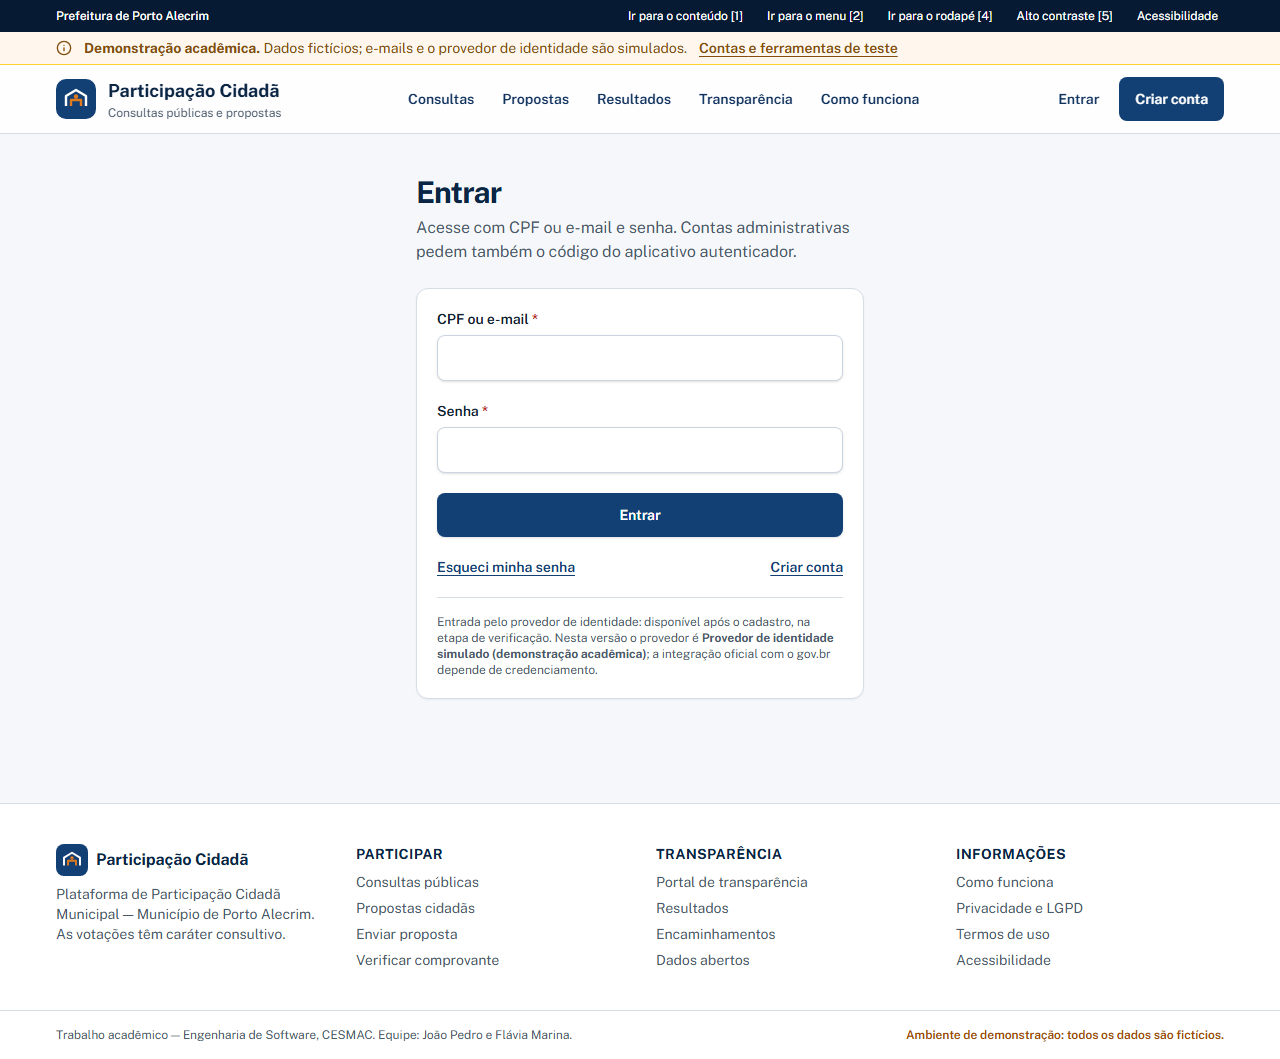 Prefeitura de Porto Alecrim
Ir para o conteúdo [1]
Ir para o menu [2]
Ir para o rodapé [4]
Alto contraste [5]
Acessibilidade
Demonstração acadêmica. Dados fictícios; e-mails e o provedor de identidade são simulados. Contas e ferramentas de teste
Participação Cidadã
Consultas públicas e propostas
Consultas
Propostas
Resultados
Transparência
Como funciona
Entrar
Criar conta
Entrar
Acesse com CPF ou e-mail e senha. Contas administrativas
pedem também o código do aplicativo autenticador.
CPF ou e-mail *
Senha *
Entrar
Esqueci minha senha
Criar conta
Entrada pelo provedor de identidade: disponível após o cadastro, na
etapa de verificação. Nesta versão o provedor é Provedor de identidade
simulado (demonstração acadêmica); a integração oficial com o gov.br
depende de credenciamento.
Participação Cidadã
Plataforma de Participação Cidadã
Municipal — Município de Porto Alecrim.
As votações têm caráter consultivo.
PARTICIPAR
Consultas públicas
Propostas cidadãs
Enviar proposta
Verificar comprovante
TRANSPARÊNCIA
Portal de transparência
Resultados
Encaminhamentos
Dados abertos
INFORMAÇÕES
Como funciona
Privacidade e LGPD
Termos de uso
Acessibilidade
Trabalho acadêmico — Engenharia de Software, CESMAC. Equipe: João Pedro e Flávia Marina.
Ambiente de demonstração: todos os dados são fictícios.